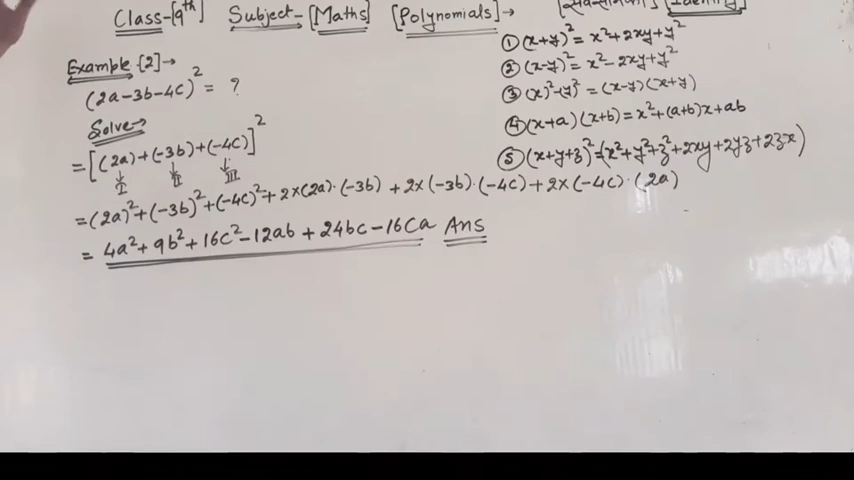 Class-[9th] Subject-[Maths] [Polynomials]→ [Identity]
Example-[2]→
(2a-3b-4c)² = ?
Solve→
= [(2a)+(-3b)+(-4c)]²
I II III
= (2a)²+(-3b)²+(-4c)²+2×(2a)·(-3b) + 2×(-3b)·(-4c)+2×(-4c)·(2a)
= 4a²+9b²+16c²-12ab+24bc-16ca Ans
① (x+y)² = x²+2xy+y²
② (x-y)² = x²-2xy+y²
③ (x)²-(y)² = (x-y)(x+y)
④ (x+a)(x+b) = x²+(a+b)x+ab
⑤ (x+y+z)² = (x²+y²+z²+2xy+2yz+2zx)